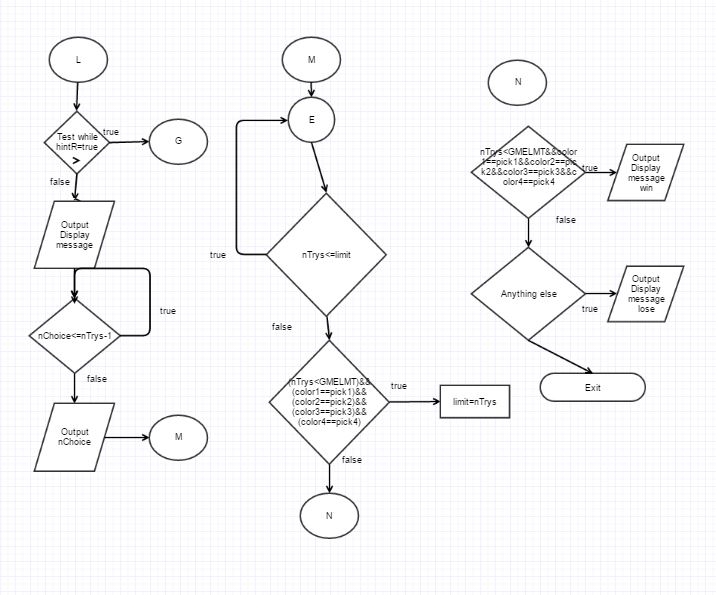 L
Test while
hintR=true
>
true
G
false
Output
Display
message
true
nChoice<=nTrys-1
false
Output
nChoice
M
M
E
nTrys<=limit
true
false
(nTrys<GMELMT)&&
(color1==pick1)&&
(color2==pick2)&&
(color3==pick3)&&
(color4==pick4)
true
limit=nTrys
false
N
N
nTrys<GMELMT&&color
1==pick1&&color2==pic
k2&&color3==pick3&&c
olor4==pick4
true
Output
Display
message
win
false
Anything else
true
Output
Display
message
lose
Exit